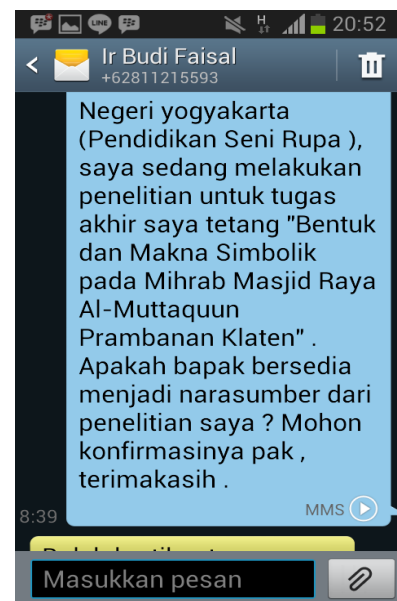 H
20:52
Ir Budi Faisal
+62811215593
Negeri yogyakarta
(Pendidikan Seni Rupa ),
saya sedang melakukan
penelitian untuk tugas
akhir saya tetang "Bentuk
dan Makna Simbolik
pada Mihrab Masjid Raya
Al-Muttaquun
Prambanan Klaten" .
Apakah bapak bersedia
menjadi narasumber dari
penelitian saya ? Mohon
konfirmasinya pak ,
terimakasih .
MMS
8:39
Masukkan pesan